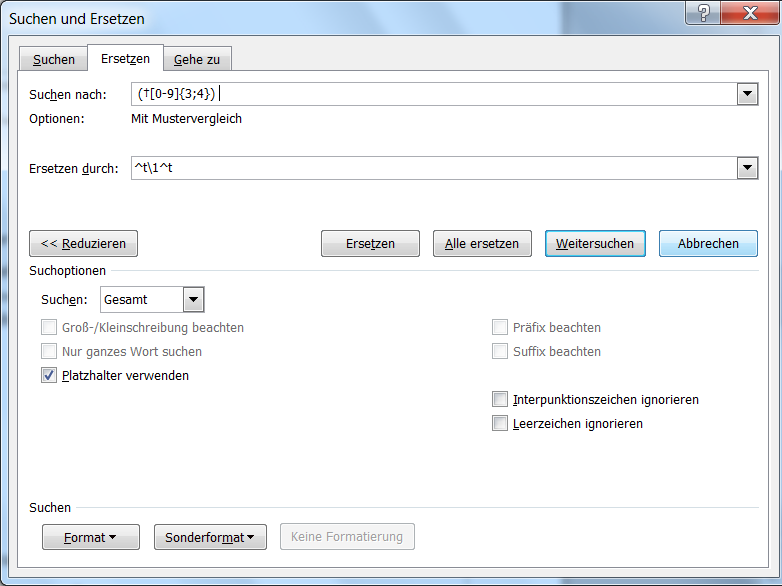 Suchen und Ersetzen
Suchen Ersetzen Gehe zu
Suchen nach: (†[0-9]{3;4})
Optionen: Mit Mustervergleich
Ersetzen durch: ^t\1^t
<< Reduzieren Ersetzen Alle ersetzen Weitersuchen Abbrechen
Suchoptionen
Suchen: Gesamt
Groß-/Kleinschreibung beachten Präfix beachten
Nur ganzes Wort suchen Suffix beachten
Platzhalter verwenden
Interpunktionszeichen ignorieren
Leerzeichen ignorieren
Suchen
Format Sonderformat Keine Formatierung